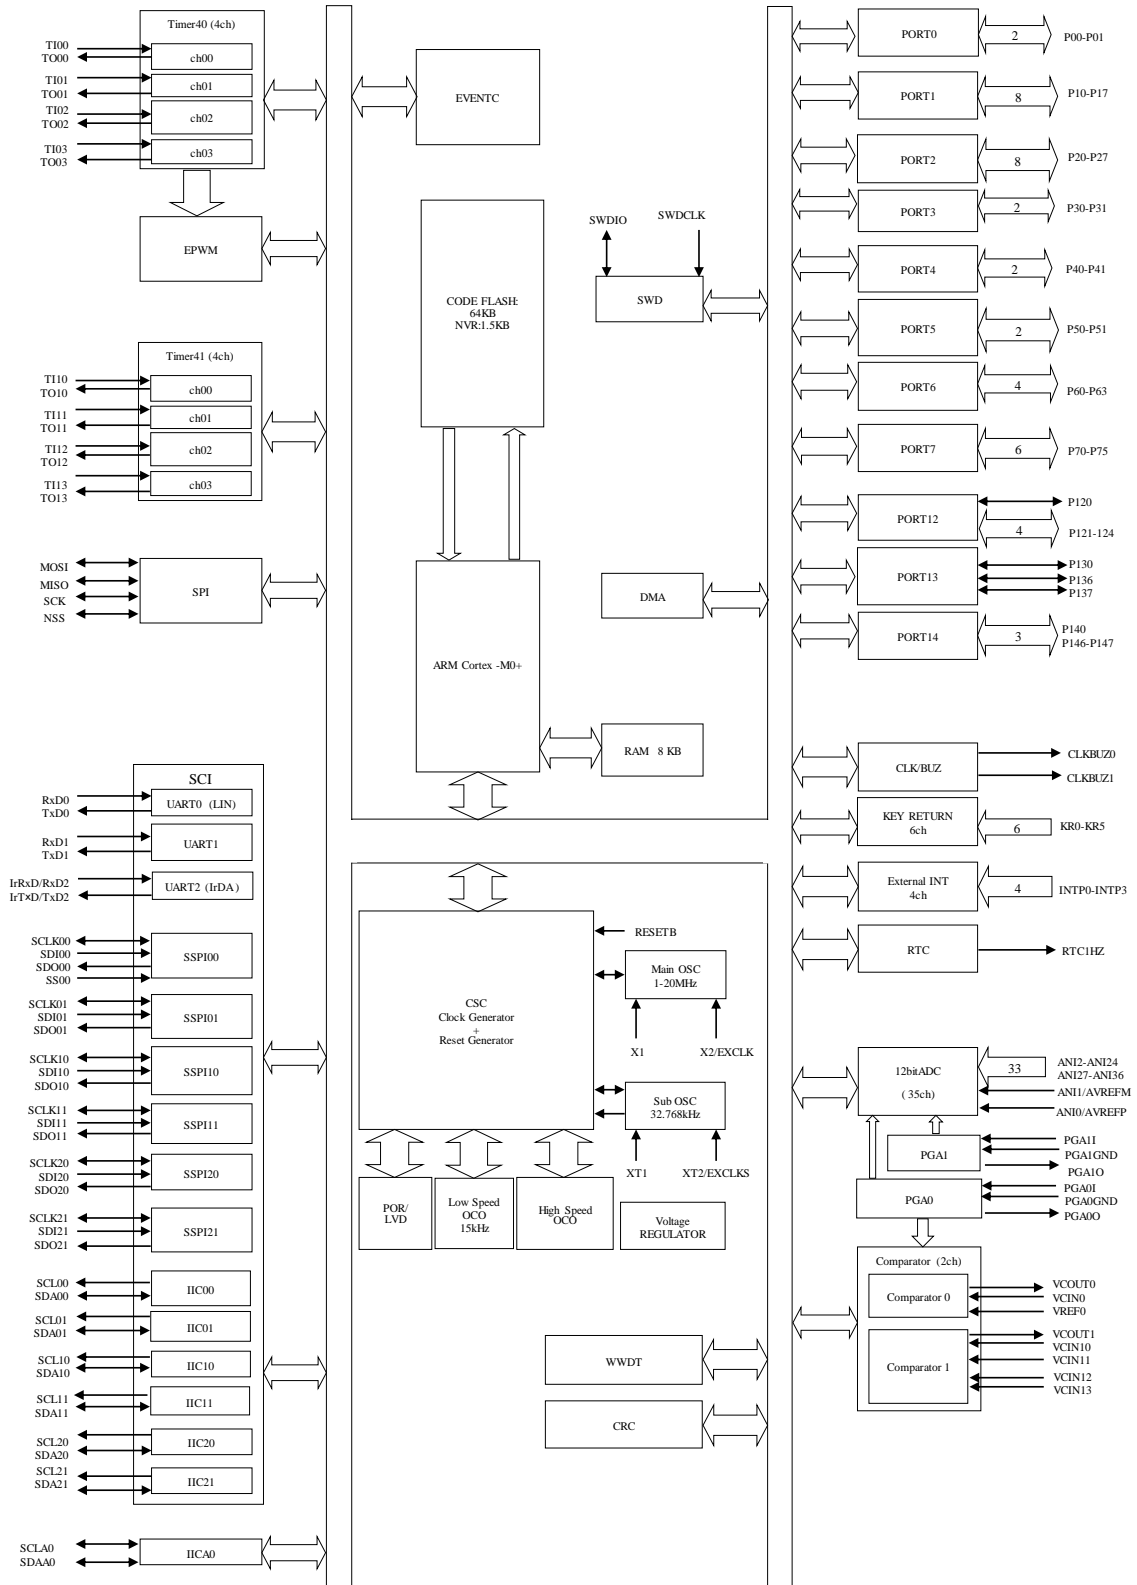 Timer40 (4ch)
TI00
TO00
ch00
TI01
TO01
ch01
TI02
TO02
ch02
TI03
TO03
ch03
EPWM
Timer41 (4ch)
TI10
TO10
ch00
TI11
TO11
ch01
TI12
TO12
ch02
TI13
TO13
ch03
MOSI
MISO
SCK
NSS
SPI
SCI
RxD0
TxD0
UART0 (LIN)
RxD1
TxD1
UART1
IrRxD/RxD2
IrTxD/TxD2
UART2 (IrDA)
SCLK00
SDI00
SDO00
SS00
SSPI00
SCLK01
SDI01
SDO01
SSPI01
SCLK10
SDI10
SDO10
SSPI10
SCLK11
SDI11
SDO11
SSPI11
SCLK20
SDI20
SDO20
SSPI20
SCLK21
SDI21
SDO21
SSPI21
SCL00
SDA00
IIC00
SCL01
SDA01
IIC01
SCL10
SDA10
IIC10
SCL11
SDA11
IIC11
SCL20
SDA20
IIC20
SCL21
SDA21
IIC21
SCLA0
SDAA0
IICA0
EVENTC
CODE FLASH:
64KB
NVR:1.5KB
SWDIO
SWDCLK
SWD
DMA
ARM Cortex -M0+
RAM 8 KB
CSC
Clock Generator
+
Reset Generator
RESETB
Main OSC
1-20MHz
X1
X2/EXCLK
Sub OSC
32.768kHz
XT1
XT2/EXCLKS
POR/
LVD
Low Speed
OCO
15kHz
High Speed
OCO
Voltage
REGULATOR
WWDT
CRC
PORT0
2
P00-P01
PORT1
8
P10-P17
PORT2
8
P20-P27
PORT3
2
P30-P31
PORT4
2
P40-P41
PORT5
2
P50-P51
PORT6
4
P60-P63
PORT7
6
P70-P75
PORT12
P120
4
P121-124
PORT13
P130
P136
P137
PORT14
3
P140
P146-P147
CLK/BUZ
CLKBUZ0
CLKBUZ1
KEY RETURN
6ch
6
KR0-KR5
External INT
4ch
4
INTP0-INTP3
RTC
RTC1HZ
12bitADC
(35ch)
33
ANI2-ANI24
ANI27-ANI36
ANI1/AVREFM
ANI0/AVREFP
PGA1
PGA1I
PGA1GND
PGA1O
PGA0
PGA0I
PGA0GND
PGA0O
Comparator (2ch)
Comparator 0
VCOUT0
VCIN0
VREF0
Comparator 1
VCOUT1
VCIN10
VCIN11
VCIN12
VCIN13